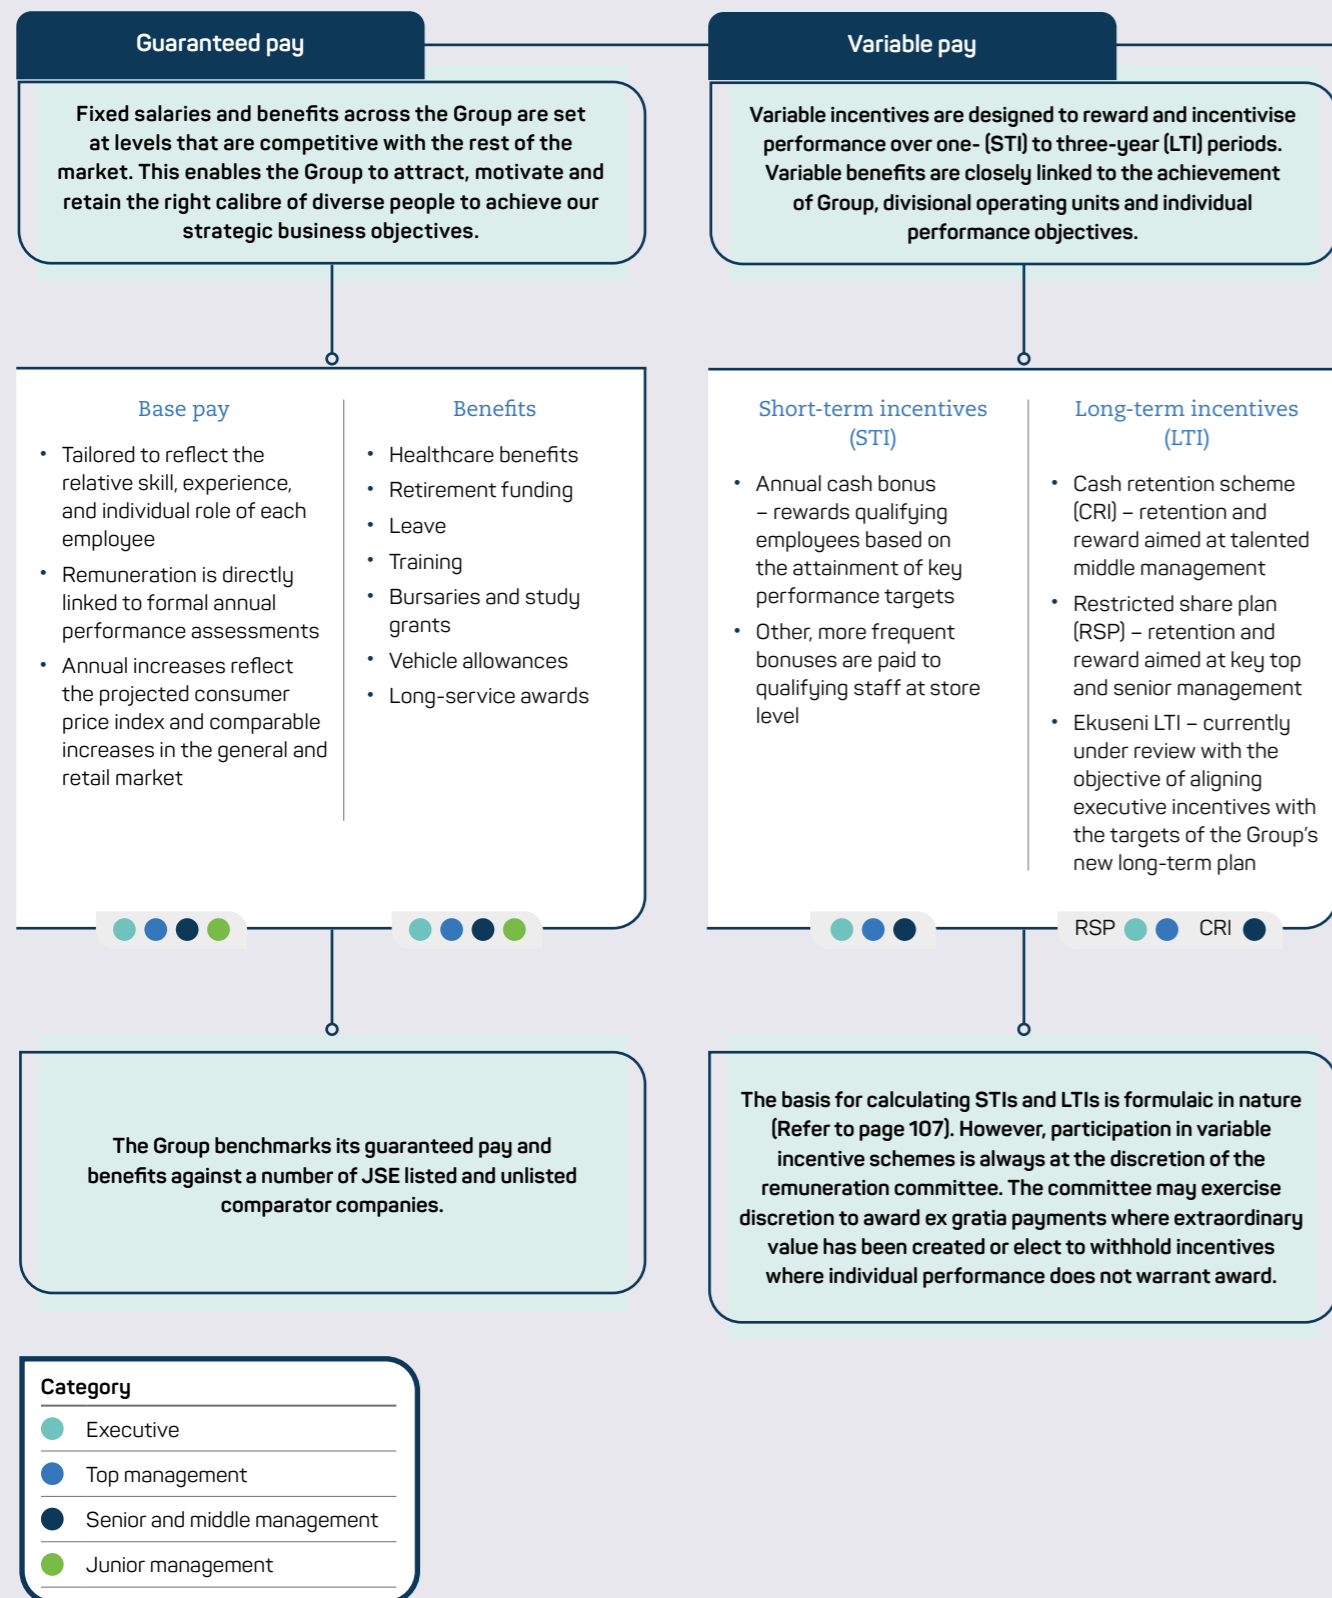 Guaranteed pay
Fixed salaries and benefits across the Group are set
at levels that are competitive with the rest of the
market. This enables the Group to attract, motivate and
retain the right calibre of diverse people to achieve our
strategic business objectives.
Base pay
• Tailored to reflect the
relative skill, experience,
and individual role of each
employee
• Remuneration is directly
linked to formal annual
performance assessments
• Annual increases reflect
the projected consumer
price index and comparable
increases in the general and
retail market
Benefits
• Healthcare benefits
• Retirement funding
• Leave
• Training
• Bursaries and study
grants
• Vehicle allowances
• Long-service awards
The Group benchmarks its guaranteed pay and
benefits against a number of JSE listed and unlisted
comparator companies.
Variable pay
Variable incentives are designed to reward and incentivise
performance over one- (STI) to three-year (LTI) periods.
Variable benefits are closely linked to the achievement
of Group, divisional operating units and individual
performance objectives.
Short-term incentives
(STI)
• Annual cash bonus
– rewards qualifying
employees based on
the attainment of key
performance targets
• Other, more frequent
bonuses are paid to
qualifying staff at store
level
Long-term incentives
(LTI)
• Cash retention scheme
(CRI) – retention and
reward aimed at talented
middle management
• Restricted share plan
(RSP) – retention and
reward aimed at key top
and senior management
• Ekuseni LTI – currently
under review with the
objective of aligning
executive incentives with
the targets of the Group's
new long-term plan
RSP CRI
The basis for calculating STIs and LTIs is formulaic in nature
(Refer to page 107). However, participation in variable
incentive schemes is always at the discretion of the
remuneration committee. The committee may exercise
discretion to award ex gratia payments where extraordinary
value has been created or elect to withhold incentives
where individual performance does not warrant award.
Category
Executive
Top management
Senior and middle management
Junior management